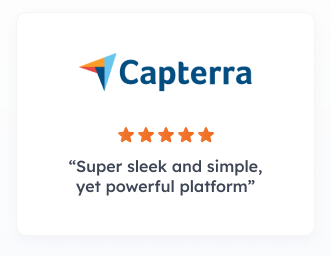 Capterra
“Super sleek and simple,
yet powerful platform”